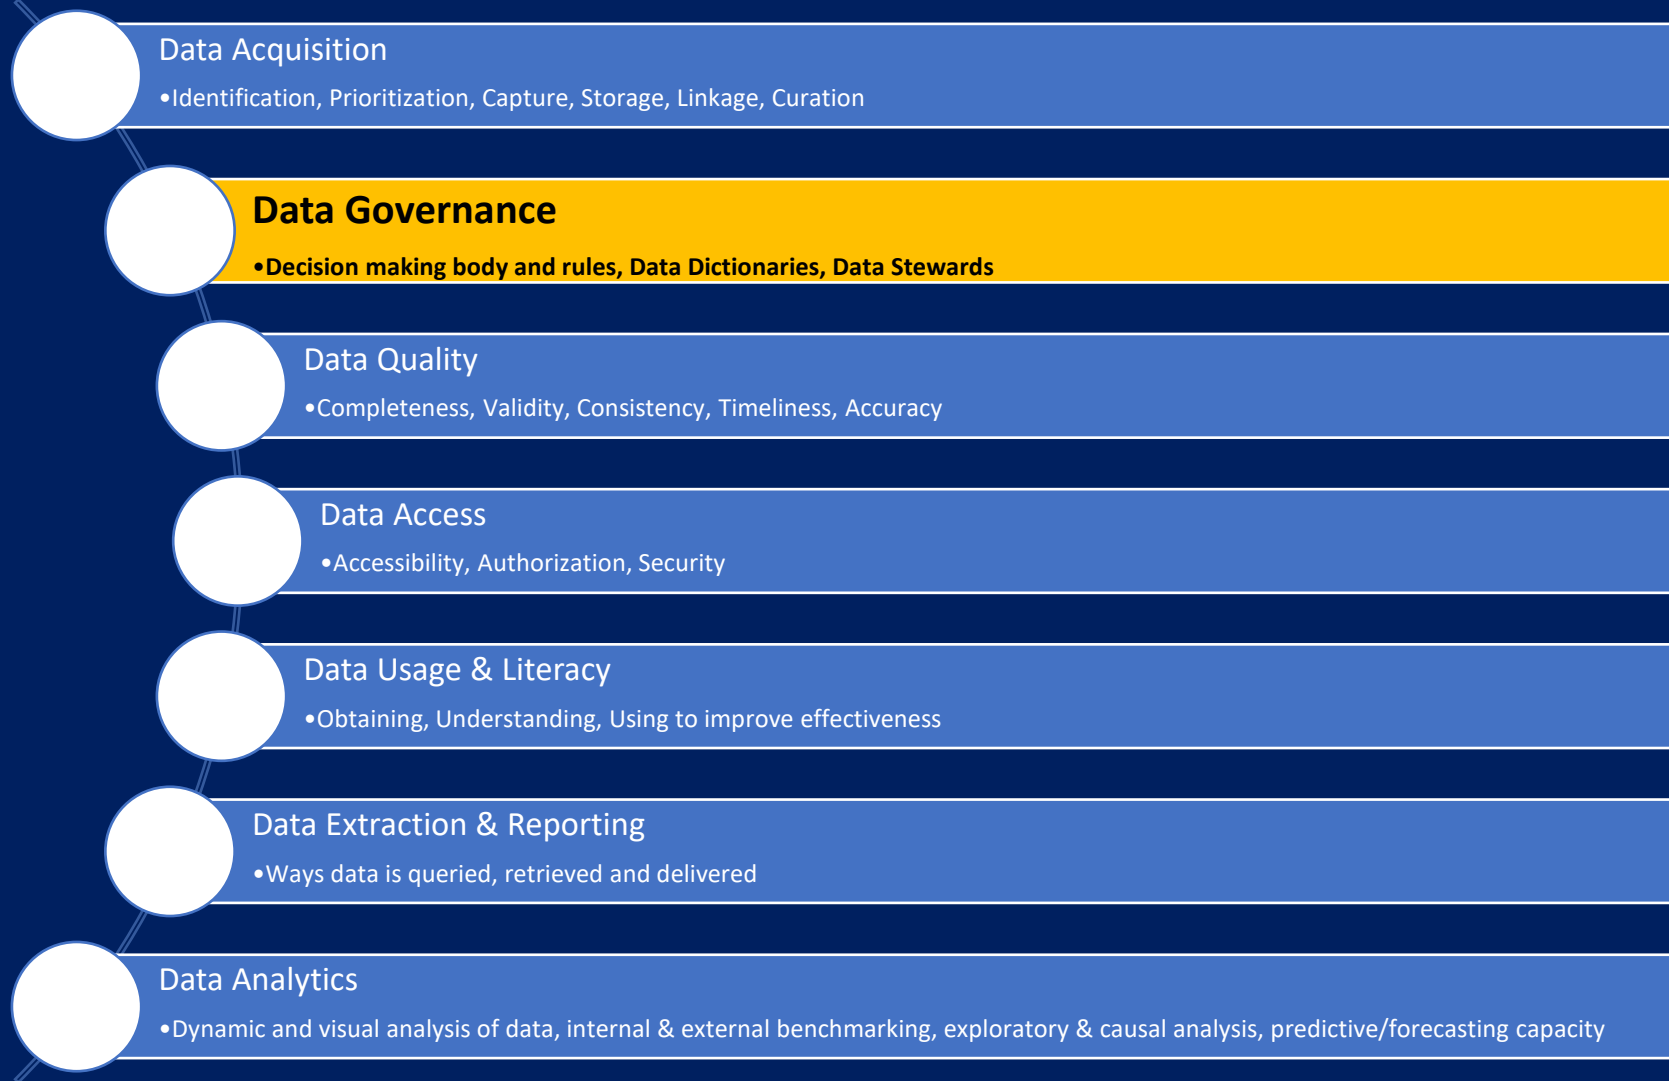 Data Acquisition
•Identification, Prioritization, Capture, Storage, Linkage, Curation
Data Governance
•Decision making body and rules, Data Dictionaries, Data Stewards
Data Quality
•Completeness, Validity, Consistency, Timeliness, Accuracy
Data Access
•Accessibility, Authorization, Security
Data Usage & Literacy
•Obtaining, Understanding, Using to improve effectiveness
Data Extraction & Reporting
•Ways data is queried, retrieved and delivered
Data Analytics
•Dynamic and visual analysis of data, internal & external benchmarking, exploratory & causal analysis, predictive/forecasting capacity